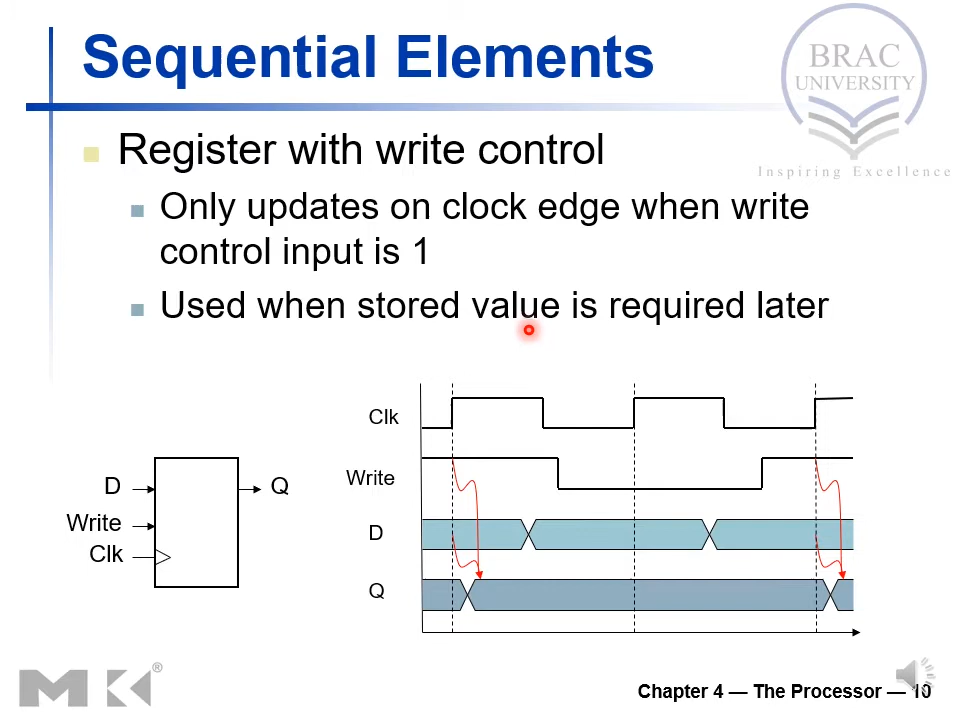 Sequential Elements
BRAC
UNIVERSITY
Inspiring Excellence
Register with write control
Only updates on clock edge when write
control input is 1
Used when stored value is required later
Clk
Write
D
Q
D
Write
Clk
Q
MK®
Chapter 4 — The Processor — 10